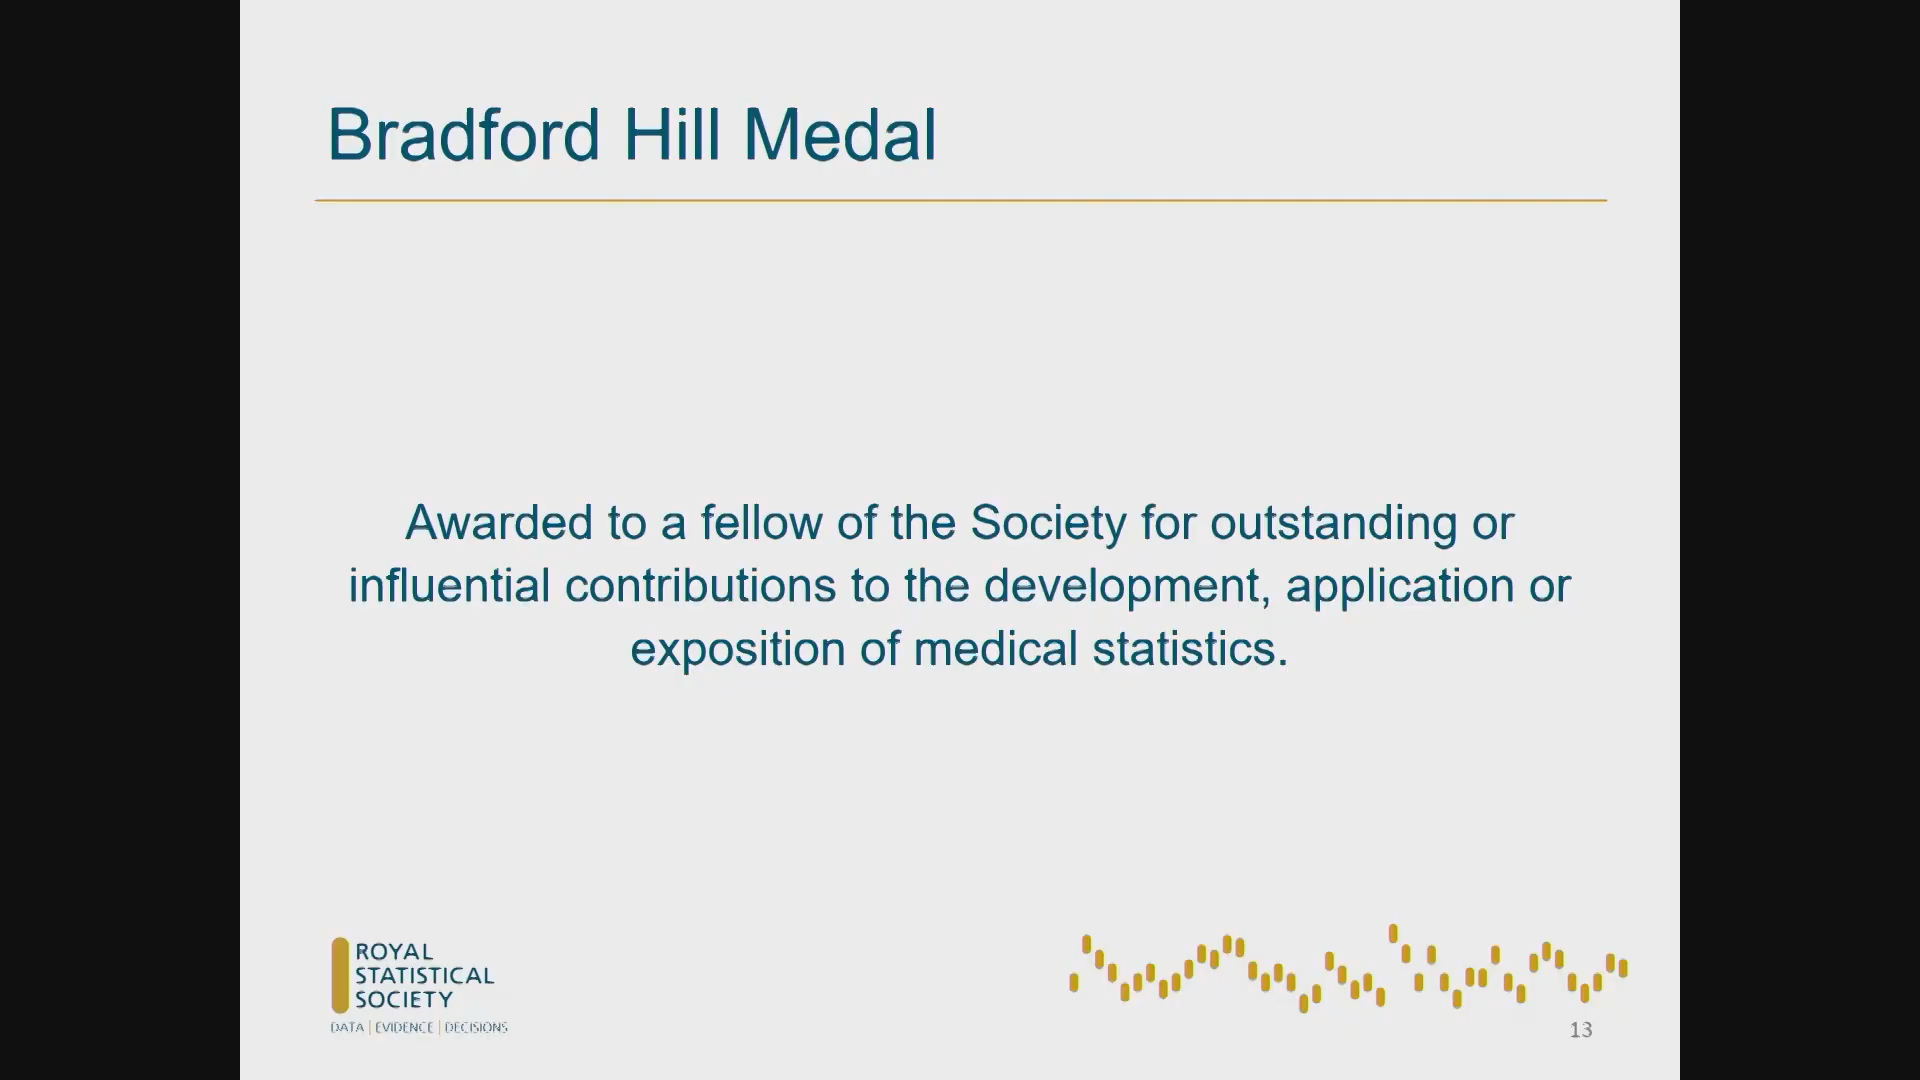 Bradford Hill Medal
Awarded to a fellow of the Society for outstanding or
influential contributions to the development, application or
exposition of medical statistics.
ROYAL
STATISTICAL
SOCIETY
DATA | EVIDENCE | DECISIONS
13